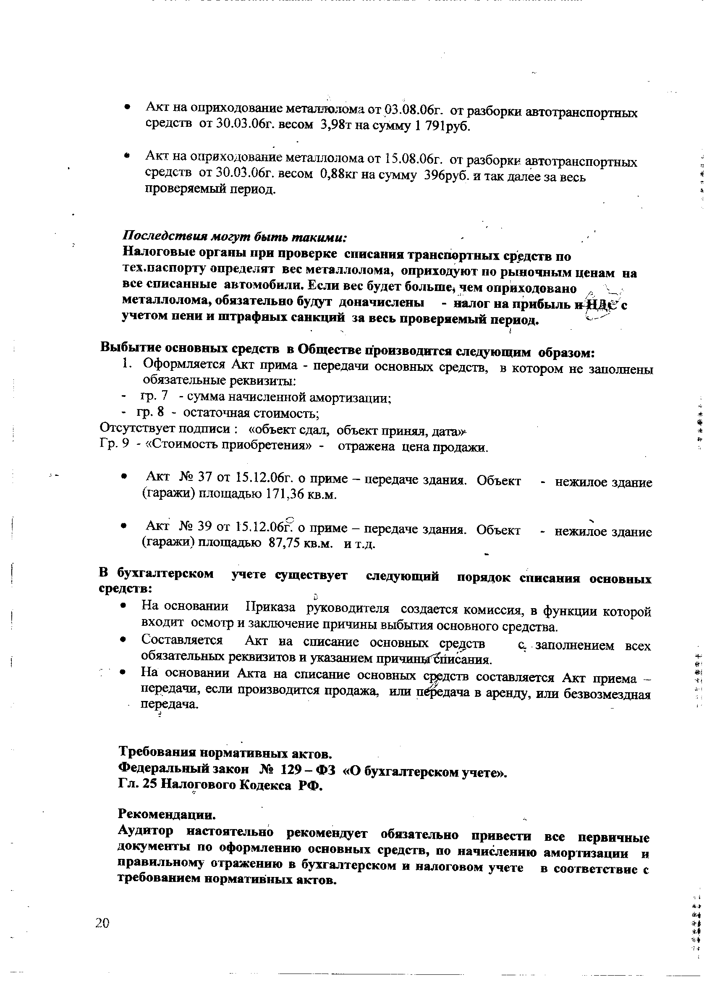 • Акт на оприходование металлолома от 03.08.06г. от разборки автотранспортных
средств от 30.03.06г. весом 3,98т на сумму 1 791руб.
• Акт на оприходование металлолома от 15.08.06г. от разборки автотранспортных
средств от 30.03.06г. весом 0,88кг на сумму 396руб. и так далее за весь
проверяемый период.
Последствия могут быть такими:
Налоговые органы при проверке списания транспортных средств по
тех.паспорту определят вес металлолома, оприходуют по рыночным ценам на
все списанные автомобили. Если вес будет больше, чем оприходовано
металлолома, обязательно будут доначислены - налог на прибыль и НДС с
учетом пени и штрафных санкций за весь проверяемый период.
Выбытие основных средств в Обществе производится следующим образом:
1. Оформляется Акт прима - передачи основных средств, в котором не заполнены
обязательные реквизиты:
- гр. 7 - сумма начисленной амортизации;
- гр. 8 - остаточная стоимость;
Отсутствует подписи : «объект сдал, объект принял, дата»
Гр. 9 - «Стоимость приобретения» - отражена цена продажи.
• Акт № 37 от 15.12.06г. о приме – передаче здания. Объект - нежилое здание
(гаражи) площадью 171,36 кв.м.
• Акт № 39 от 15.12.06г. о приме – передаче здания. Объект - нежилое здание
(гаражи) площадью 87,75 кв.м. и т.д.
В бухгалтерском учете существует следующий порядок списания основных
средств:
• На основании Приказа руководителя создается комиссия, в функции которой
входит осмотр и заключение причины выбытия основного средства.
• Составляется Акт на списание основных средств с заполнением всех
обязательных реквизитов и указанием причины списания.
• На основании Акта на списание основных средств составляется Акт приема –
передачи, если производится продажа, или передача в аренду, или безвозмездная
передача.
Требования нормативных актов.
Федеральный закон № 129 – ФЗ «О бухгалтерском учете».
Гл. 25 Налогового Кодекса РФ.
Рекомендации.
Аудитор настоятельно рекомендует обязательно привести все первичные
документы по оформлению основных средств, по начислению амортизации и
правильному отражению в бухгалтерском и налоговом учете в соответствие с
требованием нормативных актов.
20